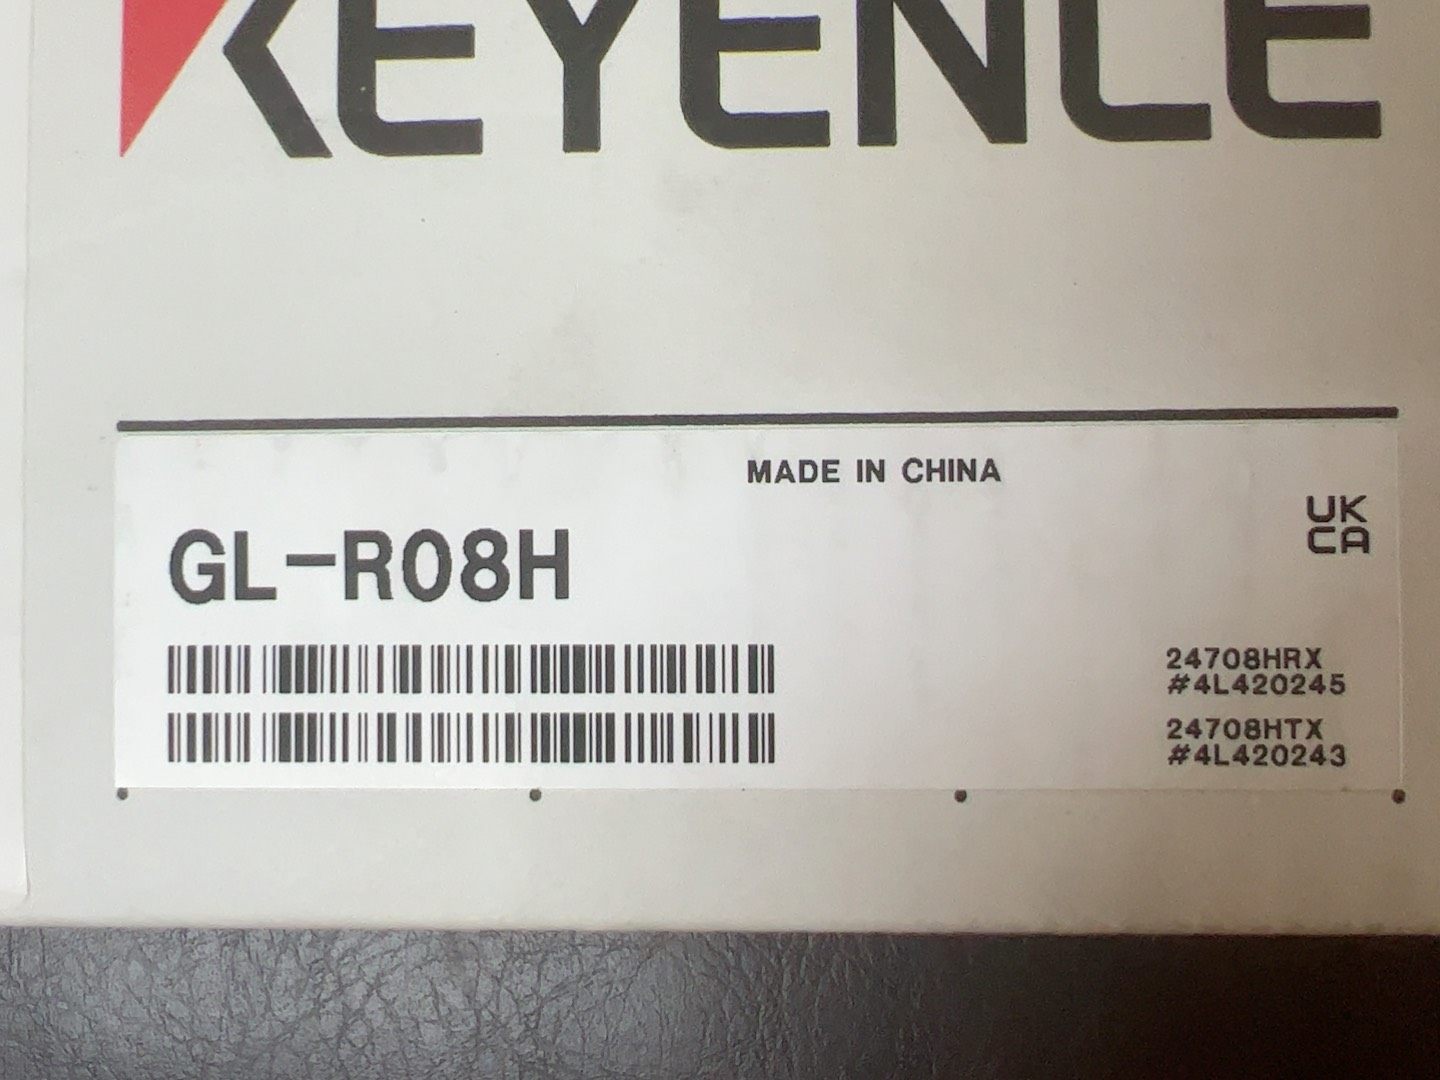 KEYENCE
MADE IN CHINA
UK
CA
GL-R08H
24708HRX
#4L420245
24708HTX
#4L420243